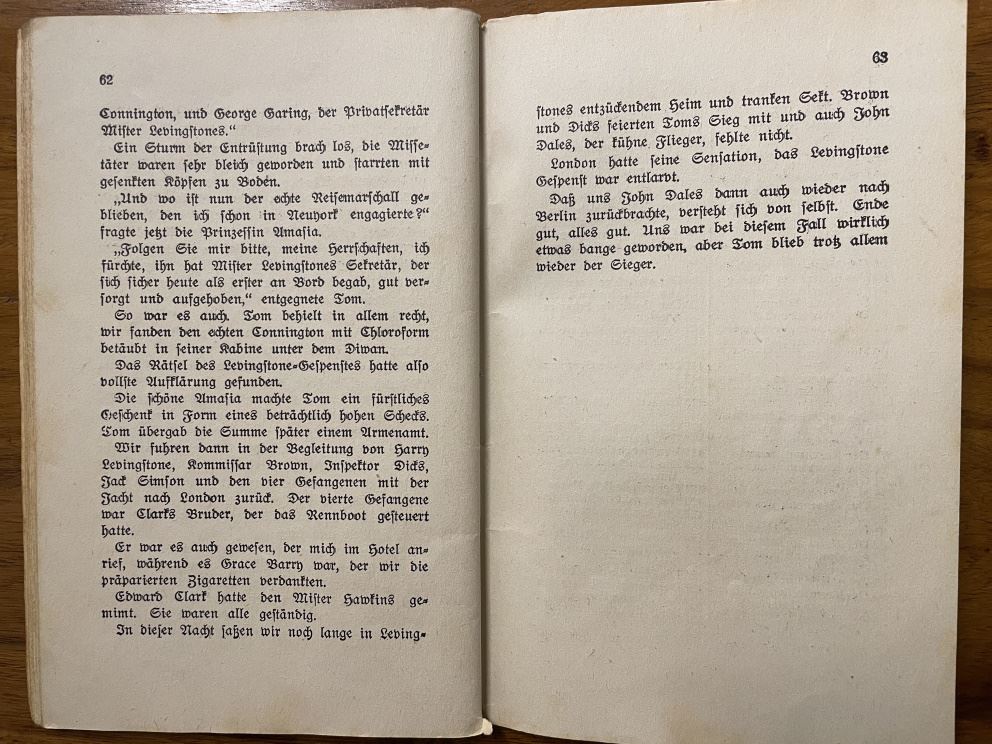 62
Connington, und George Garing, der Privatsekretär
Mister Levingstones.“
Ein Sturm der Entrüstung brach los, die Misse-
täter waren sehr bleich geworden und starrten mit
gesenkten Köpfen zu Boden.
„Und wo ist nun der echte Reisemarschall ge-
blieben, den ich schon in Neuyork engagierte?“
fragte jetzt die Prinzessin Amasia.
„Folgen Sie mir bitte, meine Herrschaften, ich
fürchte, ihn hat Mister Levingstones Sekretär, der
sich sicher heute als erster an Bord begab, gut ver-
sorgt und aufgehoben,“ entgegnete Tom.
So war es auch. Tom behielt in allem recht,
wir fanden den echten Connington mit Chloroform
betäubt in seiner Kabine unter dem Diwan.
Das Rätsel des Levingstone-Gespenstes hatte also
vollste Aufklärung gefunden.
Die schöne Amasia machte Tom ein fürstliches
Geschenk in Form eines beträchtlich hohen Schecks.
Tom übergab die Summe später einem Armenamt.
Wir fuhren dann in der Begleitung von Harry
Levingstone, Kommissar Brown, Inspektor Dicks,
Jack Simson und den vier Gefangenen mit der
Jacht nach London zurück. Der vierte Gefangene
war Clarks Bruder, der das Rennboot gesteuert
hatte.
Er war es auch gewesen, der mich im Hotel an-
rief, während es Grace Barry war, der wir die
präparierten Zigaretten verdankten.
Edward Clark hatte den Mister Hawkins ge-
mimt. Sie waren alle geständig.
In dieser Nacht saßen wir noch lange in Leving-
63
stones entzückendem Heim und tranken Sekt. Brown
und Dicks feierten Toms Sieg mit und auch John
Dales, der kühne Flieger, fehlte nicht.
London hatte seine Sensation, das Levingstone
Gespenst war entlarvt.
Daß uns John Dales dann auch wieder nach
Berlin zurückbrachte, versteht sich von selbst. Ende
gut, alles gut. Uns war bei diesem Fall wirklich
etwas bange geworden, aber Tom blieb trotz allem
wieder der Sieger.